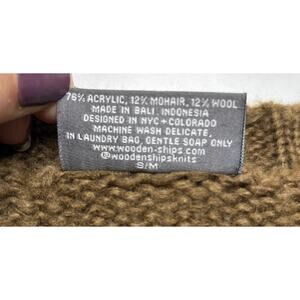 76% ACRYLIC, 12% MOHAIR, 12% WOOL
MADE IN BALI, INDONESIA
DESIGNED IN NYC + COLORADO
MACHINE WASH DELICATE,
IN LAUNDRY BAG, GENTLE SOAP ONLY
www.wooden-ships.com
@woodenshipsknits
S/M